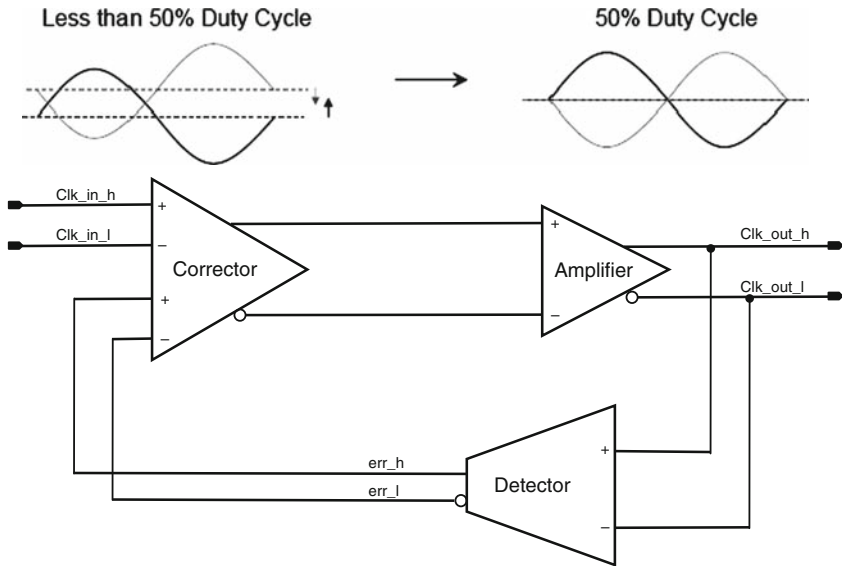 Less than 50% Duty Cycle
50% Duty Cycle
Clk_in_h
Clk_in_l
+
−
+
−
Corrector
+
−
Amplifier
Clk_out_h
Clk_out_l
err_h
err_l
Detector
+
−